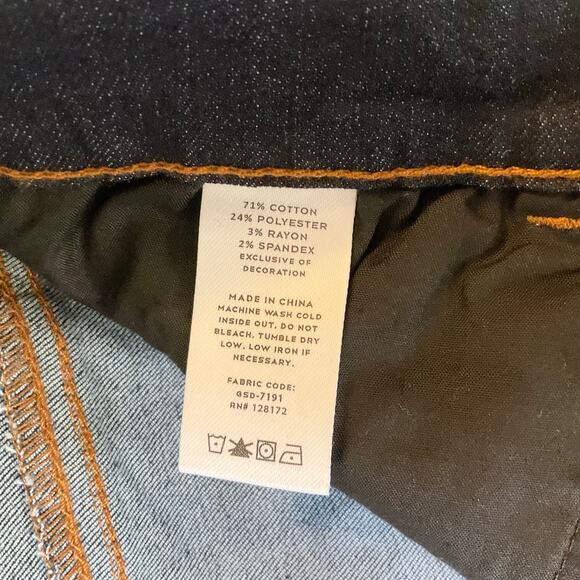 71% COTTON
24% POLYESTER
3% RAYON
2% SPANDEX
EXCLUSIVE OF
DECORATION
MADE IN CHINA
MACHINE WASH COLD
INSIDE OUT. DO NOT
BLEACH. TUMBLE DRY
LOW. LOW IRON IF
NECESSARY.
FABRIC CODE:
GSD-7191
RN# 128172